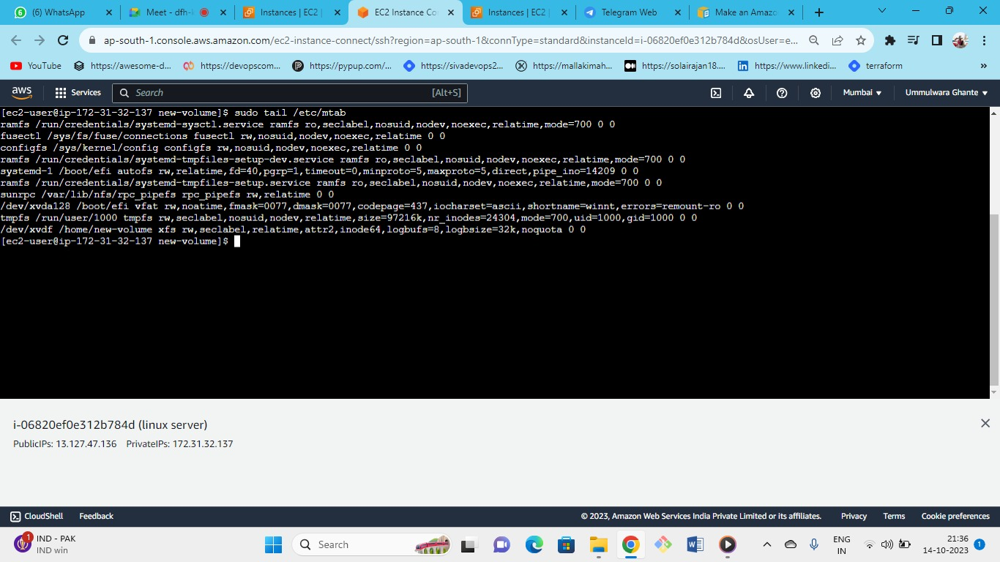 (6) WhatsApp
Meet - dfh-
Instances | EC2
EC2 Instance Co
Instances | EC2
Telegram Web
Make an Amazo
ap-south-1.console.aws.amazon.com/ec2-instance-connect/ssh?region=ap-south-1&connType=standard&instanceId=i-06820ef0e312b784d&osUser=e...
YouTube
https://awesome-d...
https://devopscom...
https://pypup.com/...
https://sivadevops2...
https://mallakimah...
https://solairajan18....
https://www.linkedi...
terraform
aws
Services
Search
[Alt+S]
Mumbai
Ummulwara Ghante
[ec2-user@ip-172-31-32-137 new-volume]$ sudo tail /etc/mtab
ramfs /run/credentials/systemd-sysctl.service ramfs ro,seclabel,nosuid,nodev,noexec,relatime,mode=700 0 0
fusectl /sys/fs/fuse/connections fusectl rw,nosuid,nodev,noexec,relatime 0 0
configfs /sys/kernel/config configfs rw,nosuid,nodev,noexec,relatime 0 0
ramfs /run/credentials/systemd-tmpfiles-setup-dev.service ramfs ro,seclabel,nosuid,nodev,noexec,relatime,mode=700 0 0
systemd-1 /boot/efi autofs rw,relatime,fd=40,pgrp=1,timeout=0,minproto=5,maxproto=5,direct,pipe_ino=14209 0 0
ramfs /run/credentials/systemd-tmpfiles-setup.service ramfs ro,seclabel,nosuid,nodev,noexec,relatime,mode=700 0 0
sunrpc /var/lib/nfs/rpc_pipefs rpc_pipefs rw,relatime 0 0
/dev/xvda128 /boot/efi vfat rw,noatime,fmask=0077,dmask=0077,codepage=437,iocharset=ascii,shortname=winnt,errors=remount-ro 0 0
tmpfs /run/user/1000 tmpfs rw,seclabel,nosuid,nodev,relatime,size=97216k,nr_inodes=24304,mode=700,uid=1000,gid=1000 0 0
/dev/xvdf /home/new-volume xfs rw,seclabel,relatime,attr2,inode64,logbufs=8,logbsize=32k,noquota 0 0
[ec2-user@ip-172-31-32-137 new-volume]$
i-06820ef0e312b784d (linux server)
PublicIPs: 13.127.47.136 PrivateIPs: 172.31.32.137
CloudShell
Feedback
© 2023, Amazon Web Services India Private Limited or its affiliates.
Privacy
Terms
Cookie preferences
1
IND - PAK
IND win
Search
ENG
IN
21:36
14-10-2023
1